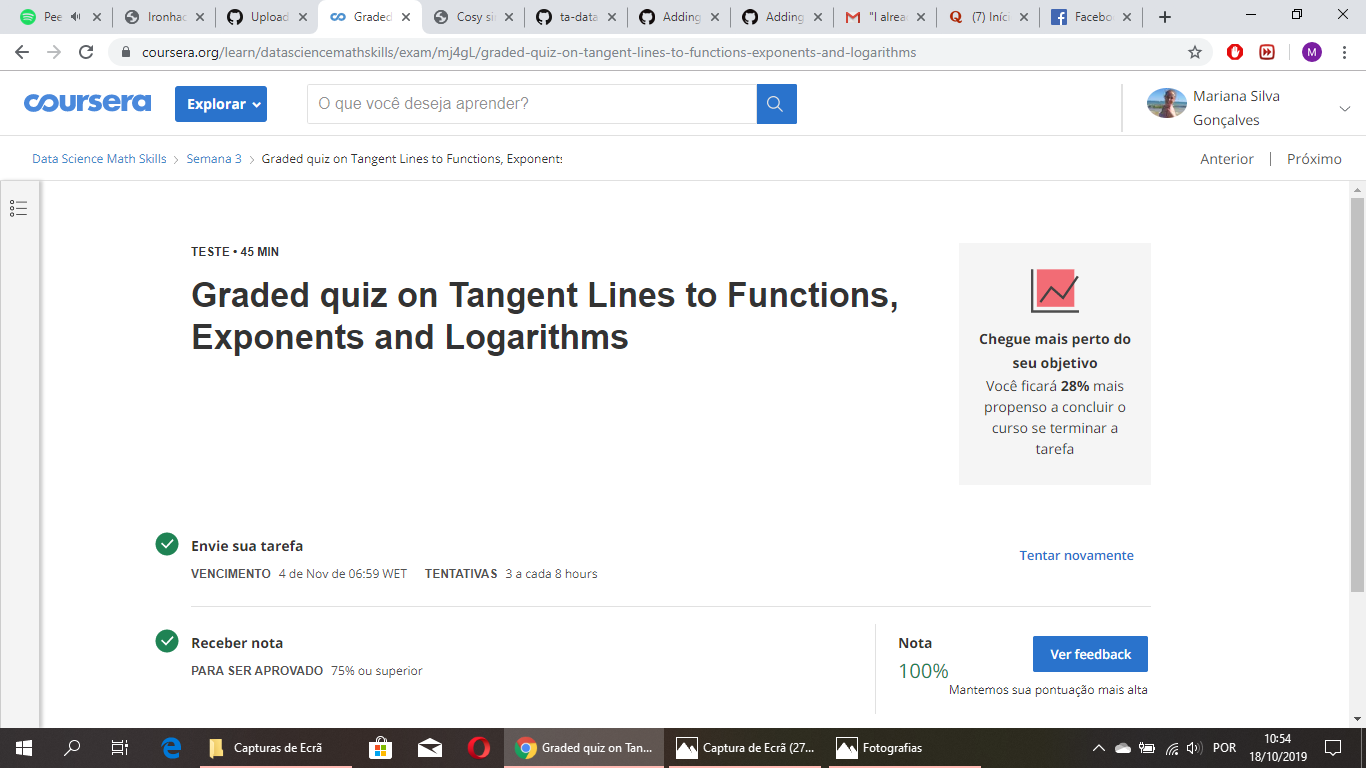 Pee
Ironhac
Upload
Graded
Cosy si
ta-data
Adding
Adding
"I alrea
(7) Iníci
Facebo
coursera.org/learn/datasciencemathskills/exam/mj4gL/graded-quiz-on-tangent-lines-to-functions-exponents-and-logarithms
M
coursera
Explorar
O que você deseja aprender?
Mariana Silva
Gonçalves
Data Science Math Skills
Semana 3
Graded quiz on Tangent Lines to Functions, Exponents
Anterior | Próximo
TESTE • 45 MIN
Graded quiz on Tangent Lines to Functions,
Exponents and Logarithms
Chegue mais perto do
seu objetivo
Você ficará 28% mais
propenso a concluir o
curso se terminar a
tarefa
Envie sua tarefa
VENCIMENTO 4 de Nov de 06:59 WET TENTATIVAS 3 a cada 8 hours
Tentar novamente
Receber nota
PARA SER APROVADO 75% ou superior
Nota
100%
Ver feedback
Mantemos sua pontuação mais alta
Capturas de Ecrã
Graded quiz on Tan...
Captura de Ecrã (27...
Fotografias
POR
10:54
18/10/2019